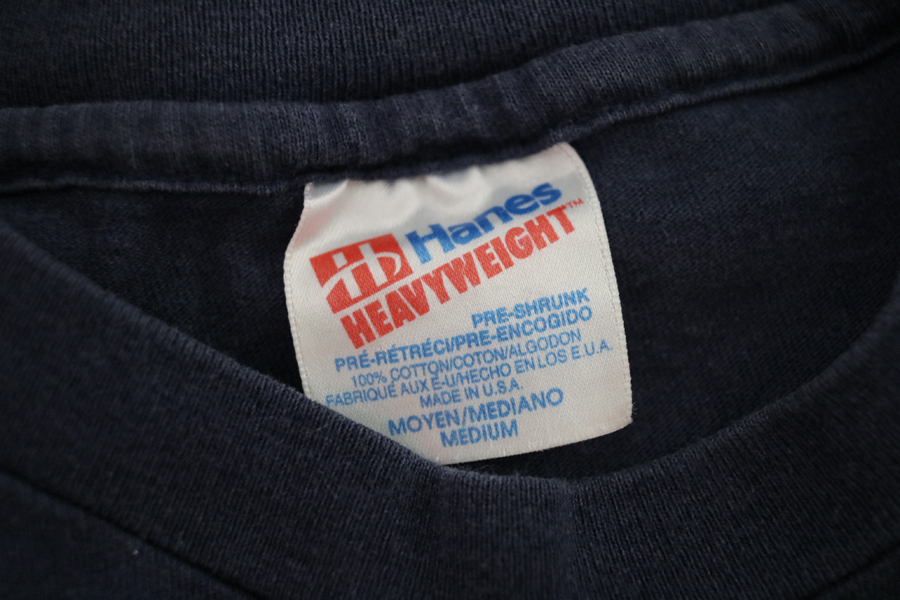 Hanes
HEAVYWEIGHT™
PRE-SHRUNK
PRÉ-RÉTRÉCI/PRE-ENCOGIDO
100% COTTON/COTON/ALGODON
FABRIQUÉ AUX É-U/HECHO EN LOS E.U.A.
MADE IN U.S.A.
MOYEN/MEDIANO
MEDIUM